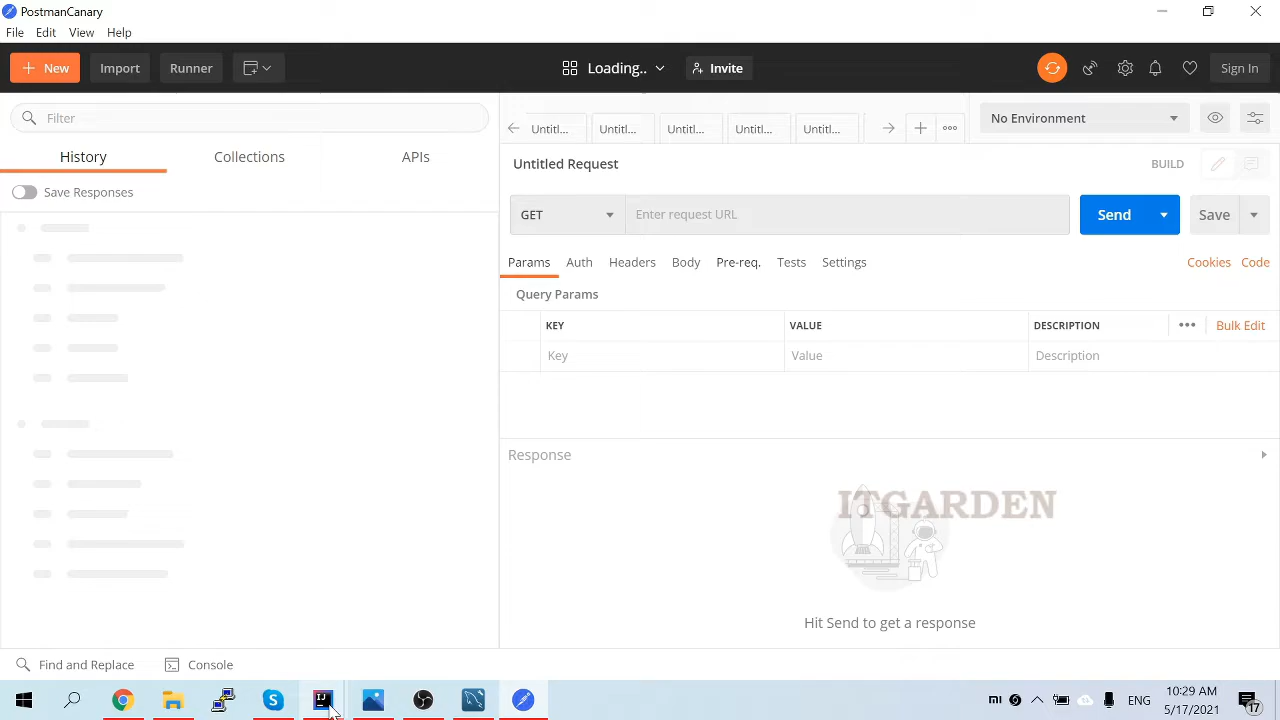 PostmanCanary
File Edit View Help
New Import Runner Loading.. Invite Sign In
Filter
Untitl... Untitl... Untitl... Untitl... Untitl... No Environment
History Collections APIs
Untitled Request BUILD
Save Responses
GET Enter request URL Send Save
Params Auth Headers Body Pre-req. Tests Settings Cookies Code
Query Params
KEY VALUE DESCRIPTION Bulk Edit
Key Value Description
Response
ITGARDEN
Hit Send to get a response
Find and Replace Console
ENG 10:29 AM
5/17/2021
17